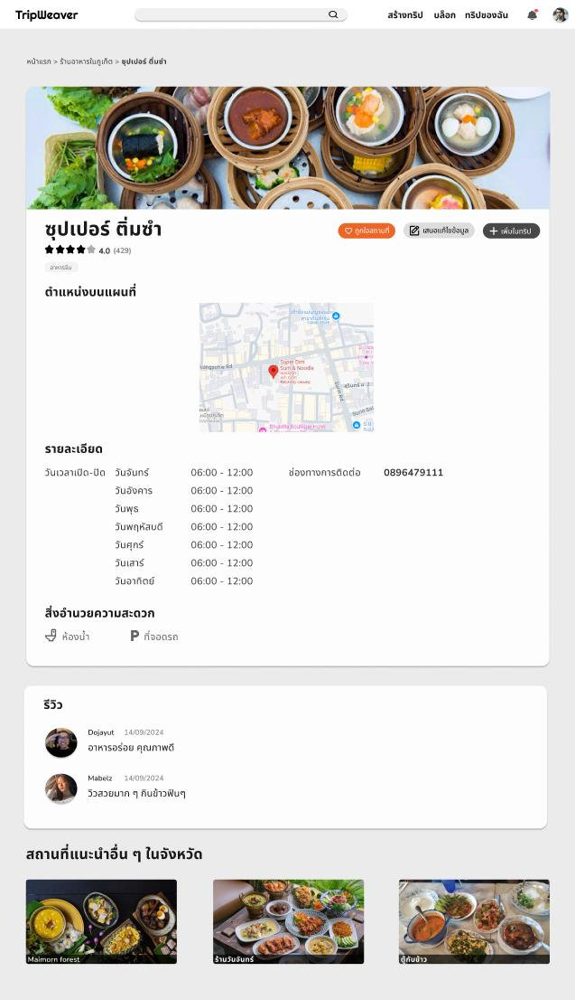 TripWeaver
สร้างทริป บล็อก ทริปของฉัน
หน้าแรก > ร้านอาหารในภูเก็ต > ซุปเปอร์ ติ่มซำ
ซุปเปอร์ ติ่มซำ
ถูกใจสถานที่ เสนอแก้ไขข้อมูล เพิ่มในทริป
4.0 (429)
อาหารจีน
ตำแหน่งบนแผนที่
Super Dim
Sum & Noodle
Recently viewed
รายละเอียด
วันเวลาเปิด-ปิด วันจันทร์ 06:00 - 12:00 ช่องทางการติดต่อ 0896479111
วันอังคาร 06:00 - 12:00
วันพุธ 06:00 - 12:00
วันพฤหัสบดี 06:00 - 12:00
วันศุกร์ 06:00 - 12:00
วันเสาร์ 06:00 - 12:00
วันอาทิตย์ 06:00 - 12:00
สิ่งอำนวยความสะดวก
ห้องน้ำ P ที่จอดรถ
รีวิว
Dojayut 14/09/2024
อาหารอร่อย คุณภาพดี
Mabelz 14/09/2024
วิวสวยมาก ๆ กินข้าวฟินๆ
สถานที่แนะนำอื่น ๆ ในจังหวัด
Maimorn forest
ร้านวันจันทร์
ตู้กับข้าว